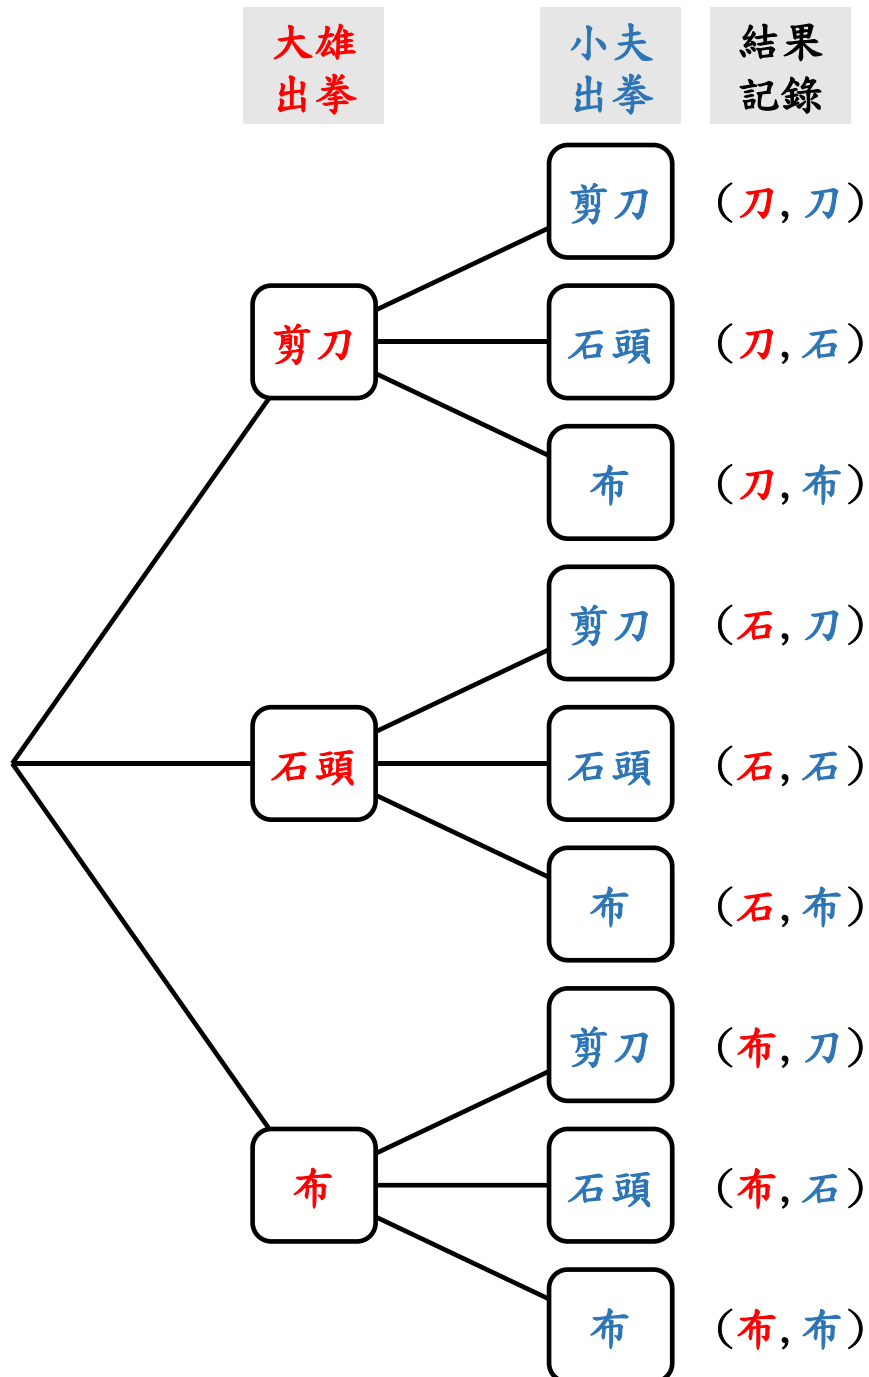 大雄
出拳
小夫
出拳
結果
記錄
剪刀
剪刀
(刀,刀)
石頭
(刀,石)
布
(刀,布)
石頭
剪刀
(石,刀)
石頭
(石,石)
布
(石,布)
布
剪刀
(布,刀)
石頭
(布,石)
布
(布,布)